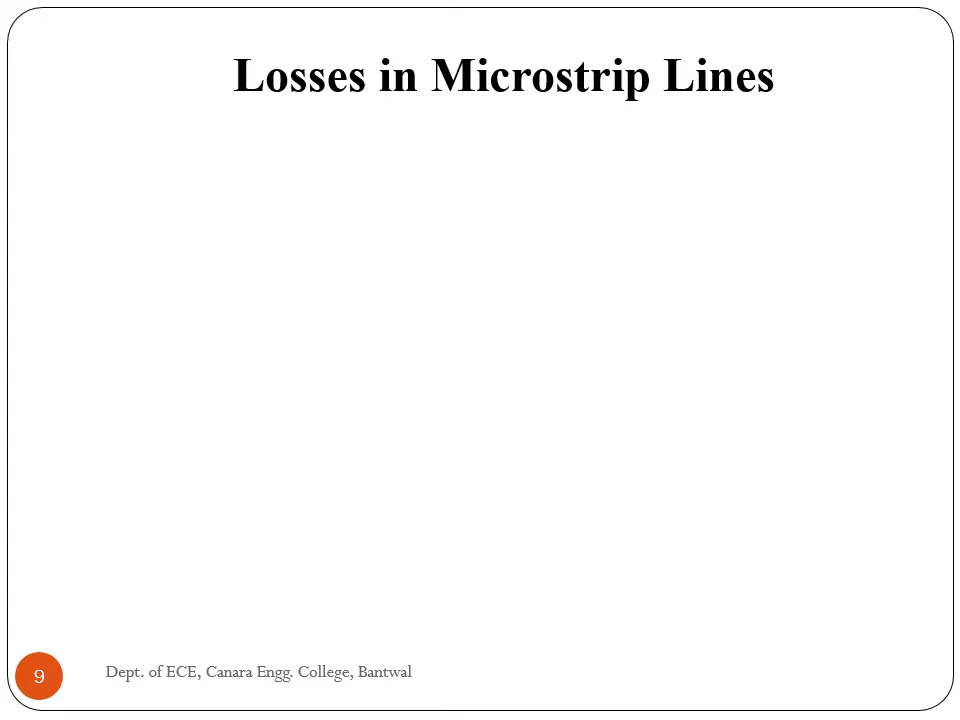 Losses in Microstrip Lines
9
Dept. of ECE, Canara Engg. College, Bantwal